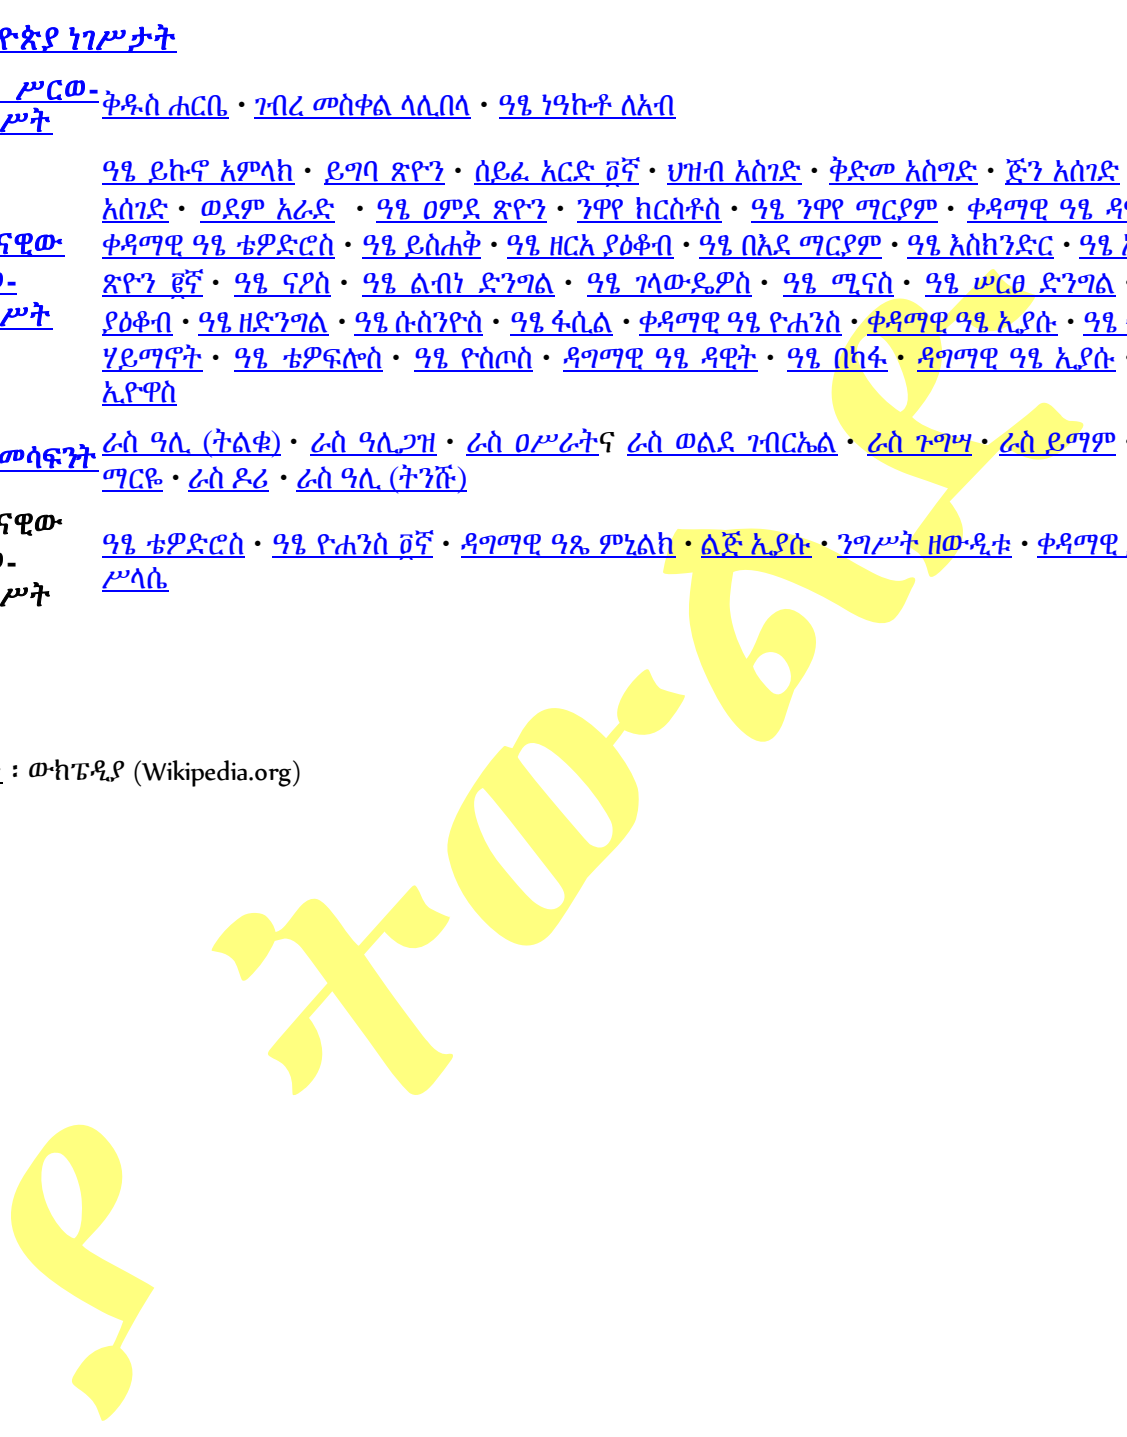 ዮጵያ ነገሥታት
ሥርወ-
ሥት
ቅዱስ ሐርቤ • ገብረ መስቀል ላሊበላ • ዓፄ ነዓኩቶ ለአብ
ናዊው
-
ሥት
ዓፄ ይኩኖ አምላክ • ይግባ ጽዮን • ሰይፈ አርድ ፬ኛ • ህዝብ አስገድ • ቅድመ አስግድ • ጅን አሰገድ
አሰገድ • ወደም አራድ • ዓፄ ዐምደ ጽዮን • ንዋየ ክርስቶስ • ዓፄ ንዋየ ማርያም • ቀዳማዊ ዓፄ
ቀዳማዊ ዓፄ ቴዎድሮስ • ዓፄ ይስሐቅ • ዓፄ ዘርአ ያዕቆብ • ዓፄ በእደ ማርያም • ዓፄ እስክንድር • ዓፄ
ጽዮን ፪ኛ • ዓፄ ናዖስ • ዓፄ ልብነ ድንግል • ዓፄ ገላውዴዎስ • ዓፄ ሚናስ • ዓፄ ሠርፀ ድንግል •
ያዕቆብ • ዓፄ ዘድንግል • ዓፄ ሱስንዮስ • ዓፄ ፋሲል • ቀዳማዊ ዓፄ ዮሐንስ • ቀዳማዊ ዓፄ ኢያሱ • ዓፄ
ሃይማኖት • ዓፄ ቴዎፍሎስ • ዓፄ ዮስጦስ • ዳግማዊ ዓፄ ዳዊት • ዓፄ በካፋ • ዳግማዊ ዓፄ ኢያሱ •
ኢዮዋስ
መሳፍንት
ራስ ዓሊ (ትልቁ) • ራስ ዓሊጋዝ • ራስ ዐሥራትና ራስ ወልደ ገብርኤል • ራስ ጉግሣ • ራስ ይማም •
ማርዬ • ራስ ዶሪ • ራስ ዓሊ (ትንሹ)
ናዊው
-
ሥት
ዓፄ ቴዎድሮስ • ዓፄ ዮሐንስ ፬ኛ • ዳግማዊ ዓጼ ምኒልክ • ልጅ ኢያሱ • ንግሥት ዘውዲቱ • ቀዳማዊ
ሥላሴ
፡ ውክፔዲያ (Wikipedia.org)
ያ ትውልድ